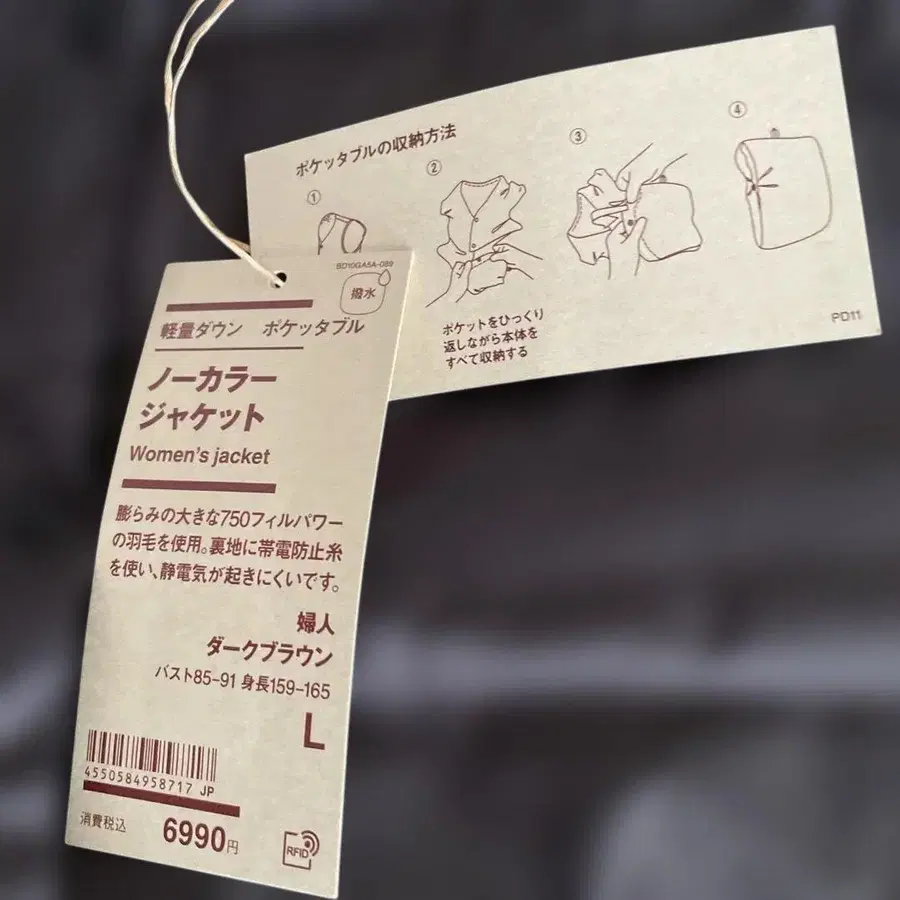 ポケッタブルの収納方法
①
②
③
④
ポケットをひっくり
返しながら本体を
すべて収納する
PD11
BD10GA5A-089
撥水
軽量ダウン ポケッタブル
ノーカラー
ジャケット
Women's jacket
膨らみの大きな750フィルパワー
の羽毛を使用。裏地に帯電防止糸
を使い、静電気が起きにくいです。
婦人
ダークブラウン
バスト85-91 身長159-165
L
4550584958717 JP
消費税込 6990円
RFID